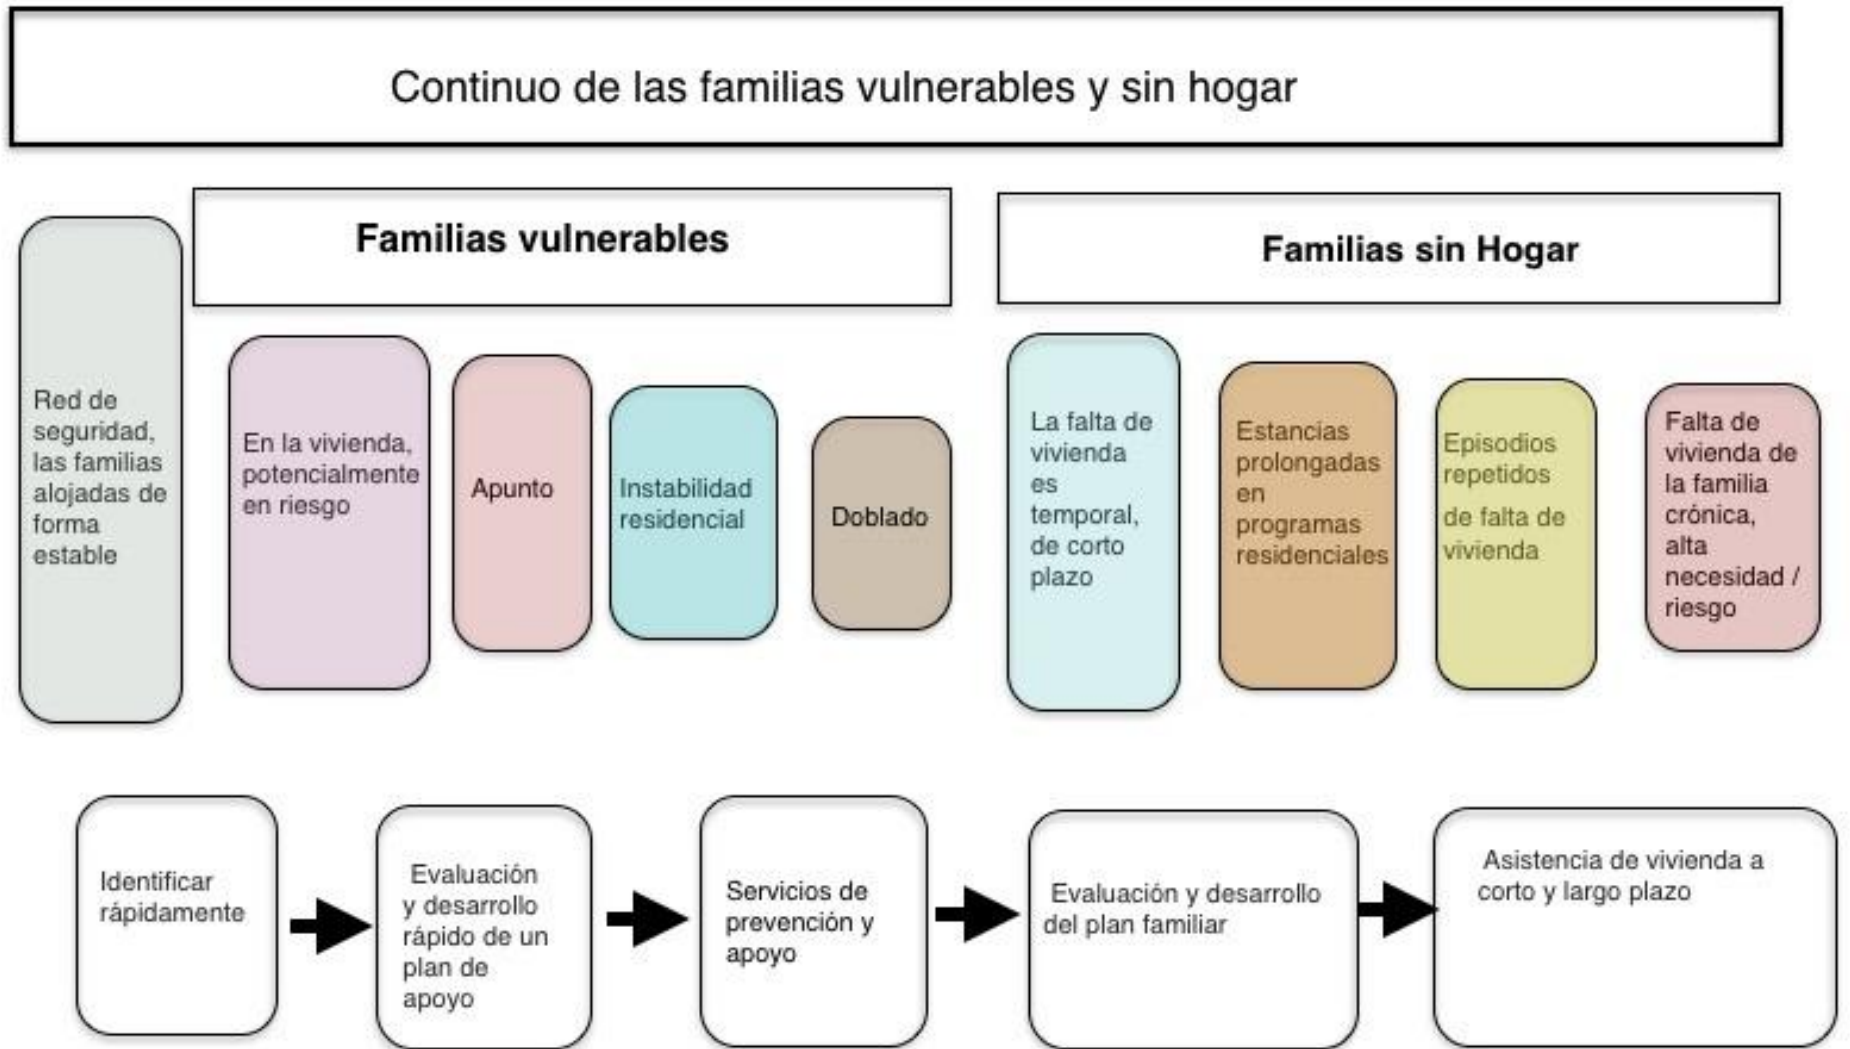 Continuo de las familias vulnerables y sin hogar
Familias vulnerables
Familias sin Hogar
Red de
seguridad,
las familias
alojadas de
forma
estable
En la vivienda,
potencialmente
en riesgo
Apunto
Instabilidad
residencial
Doblado
La falta de
vivienda
es
temporal,
de corto
plazo
Estancias
prolongadas
en
programas
residenciales
Episodios
repetidos
de falta de
vivienda
Falta de
vivienda de
la familia
crónica,
alta
necesidad /
riesgo
Identificar
rápidamente
Evaluación
y desarrollo
rápido de un
plan de
apoyo
Servicios de
prevención y
apoyo
Evaluación y desarrollo
del plan familiar
Asistencia de vivienda a
corto y largo plazo